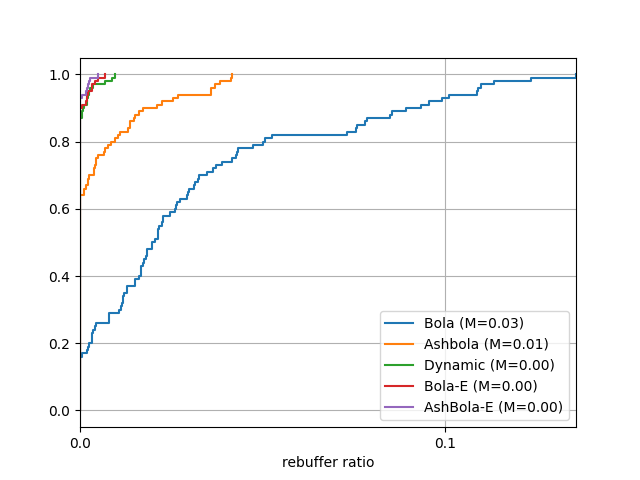 1.0
0.8
0.6
0.4
0.2
0.0
Bola (M=0.03)
Ashbola (M=0.01)
Dynamic (M=0.00)
Bola-E (M=0.00)
AshBola-E (M=0.00)
0.0 0.1
rebuffer ratio